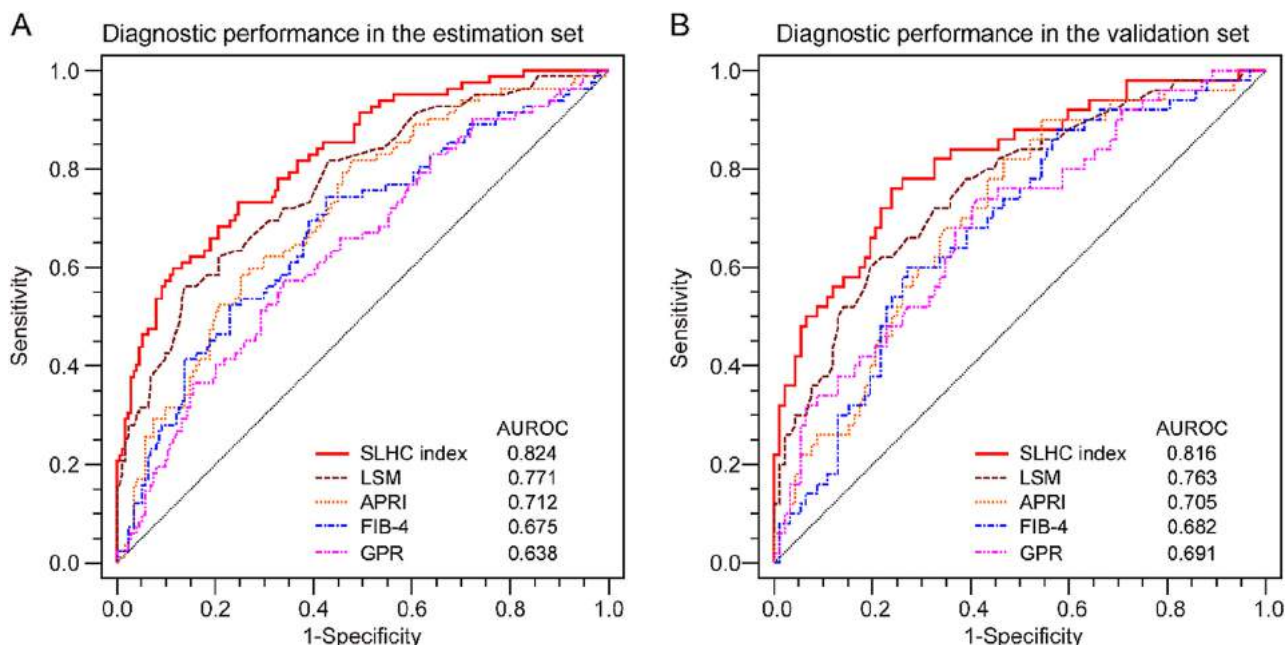 A
Diagnostic performance in the estimation set
1.0
0.8
0.6
0.4
0.2
0.0
Sensitivity
AUROC
SLHC index 0.824
LSM 0.771
APRI 0.712
FIB-4 0.675
GPR 0.638
0.0 0.2 0.4 0.6 0.8 1.0
1-Specificity
B
Diagnostic performance in the validation set
1.0
0.8
0.6
0.4
0.2
0.0
Sensitivity
AUROC
SLHC index 0.816
LSM 0.763
APRI 0.705
FIB-4 0.682
GPR 0.691
0.0 0.2 0.4 0.6 0.8 1.0
1-Specificity